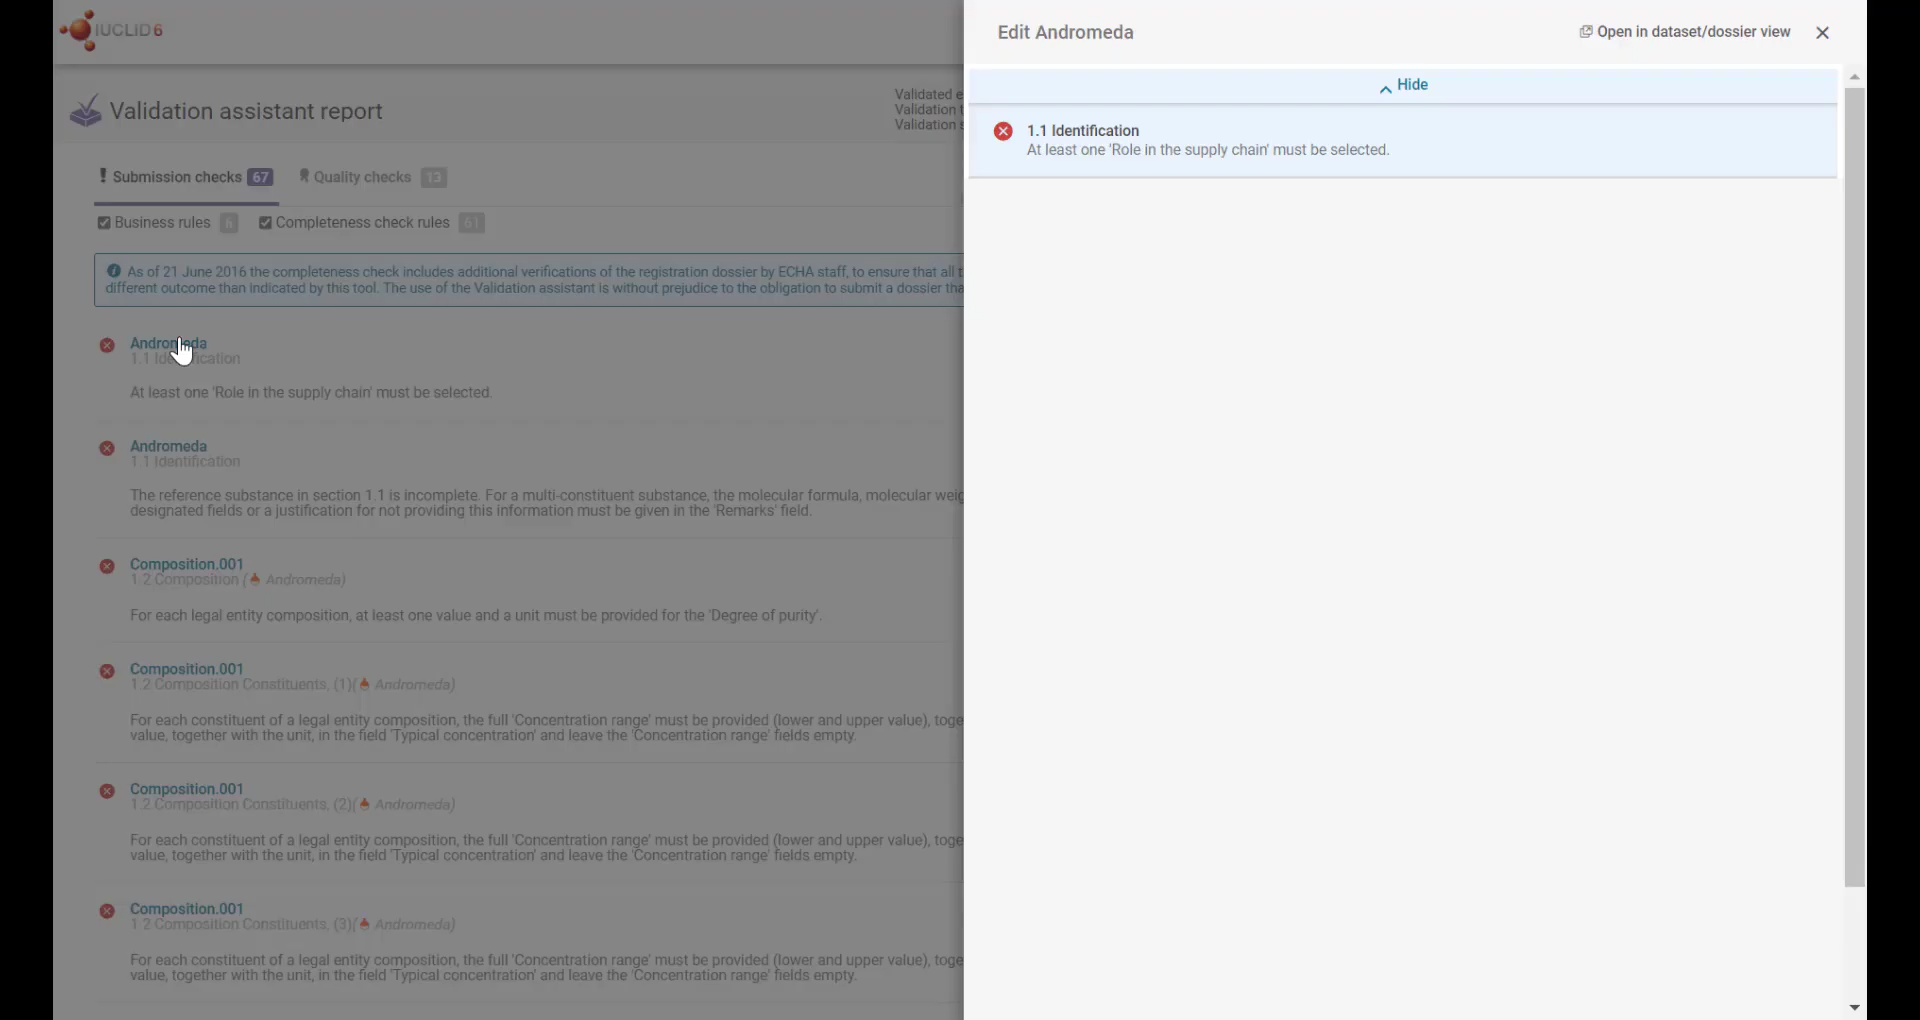 IUCLID 6
Validation assistant report
Validated e
Validation t
Validation s
Submission checks 67
Quality checks 13
Business rules 6
Completeness check rules 61
As of 21 June 2016 the completeness check includes additional verifications of the registration dossier by ECHA staff, to ensure that all t
different outcome than indicated by this tool. The use of the Validation assistant is without prejudice to the obligation to submit a dossier tha
Andromeda
1.1 Identification
At least one 'Role in the supply chain' must be selected.
Andromeda
1.1 Identification
The reference substance in section 1.1 is incomplete. For a multi-constituent substance, the molecular formula, molecular weig
designated fields or a justification for not providing this information must be given in the 'Remarks' field.
Composition.001
1.2 Composition (Andromeda)
For each legal entity composition, at least one value and a unit must be provided for the 'Degree of purity'.
Composition.001
1.2 Composition Constituents, (1)(Andromeda)
For each constituent of a legal entity composition, the full 'Concentration range' must be provided (lower and upper value), toge
value, together with the unit, in the field 'Typical concentration' and leave the 'Concentration range' fields empty.
Composition.001
1.2 Composition Constituents, (2)(Andromeda)
For each constituent of a legal entity composition, the full 'Concentration range' must be provided (lower and upper value), toge
value, together with the unit, in the field 'Typical concentration' and leave the 'Concentration range' fields empty.
Composition.001
1.2 Composition Constituents, (3)(Andromeda)
For each constituent of a legal entity composition, the full 'Concentration range' must be provided (lower and upper value), toge
value, together with the unit, in the field 'Typical concentration' and leave the 'Concentration range' fields empty.
Edit Andromeda
Open in dataset/dossier view
Hide
1.1 Identification
At least one 'Role in the supply chain' must be selected.